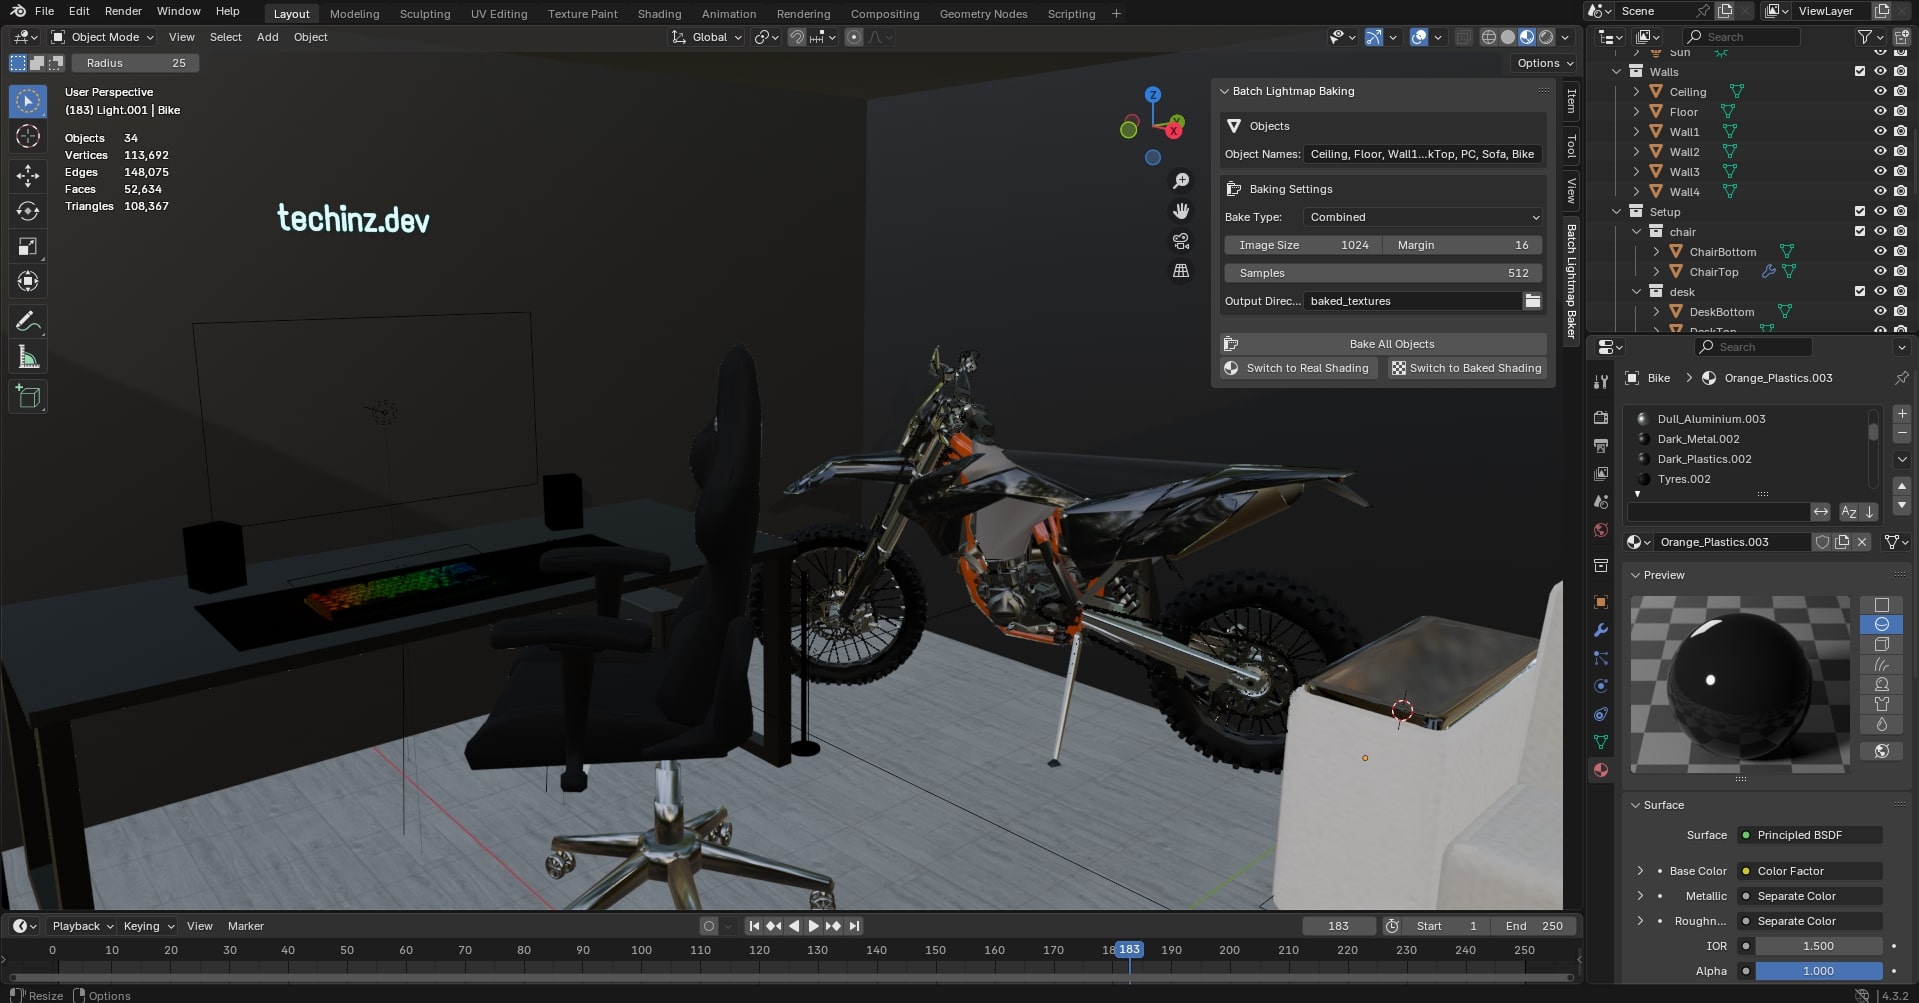 File Edit Render Window Help Layout Modeling Sculpting UV Editing Texture Paint Shading Animation Rendering Compositing Geometry Nodes Scripting + Scene ViewLayer
Object Mode View Select Add Object Global Search
Radius 25 Options
User Perspective
(183) Light.001 | Bike
Objects 34
Vertices 113,692
Edges 148,075
Faces 52,634
Triangles 108,367
techinz.dev
Z
Y
X
Batch Lightmap Baking
Objects
Object Names: Ceiling, Floor, Wall1...kTop, PC, Sofa, Bike
Baking Settings
Bake Type: Combined
Image Size 1024 Margin 16
Samples 512
Output Direc... baked_textures
Bake All Objects
Switch to Real Shading Switch to Baked Shading
Item
Tool
View
Batch Lightmap Baker
Sun
Walls
Ceiling
Floor
Wall1
Wall2
Wall3
Wall4
Setup
chair
ChairBottom
ChairTop
desk
DeskBottom
DeskTop
Search
Bike > Orange_Plastics.003
Dull_Aluminium.003
Dark_Metal.002
Dark_Plastics.002
Tyres.002
AZ
Orange_Plastics.003
Preview
Surface
Surface Principled BSDF
Base Color Color Factor
Metallic Separate Color
Roughn... Separate Color
IOR 1.500
Alpha 1.000
Playback Keying View Marker 183 Start 1 End 250
0 10 20 30 40 50 60 70 80 90 100 110 120 130 140 150 160 170 183 190 200 210 220 230 240 250
Resize Options 4.3.2